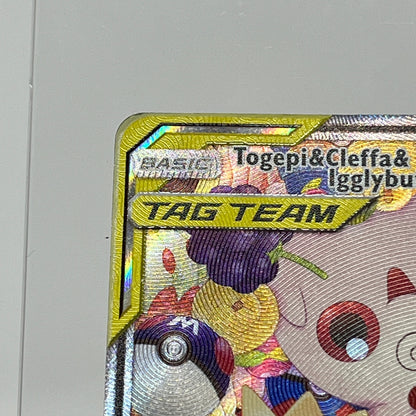 BASIC
Togepi&Cleffa&
Igglybu
TAG TEAM
M